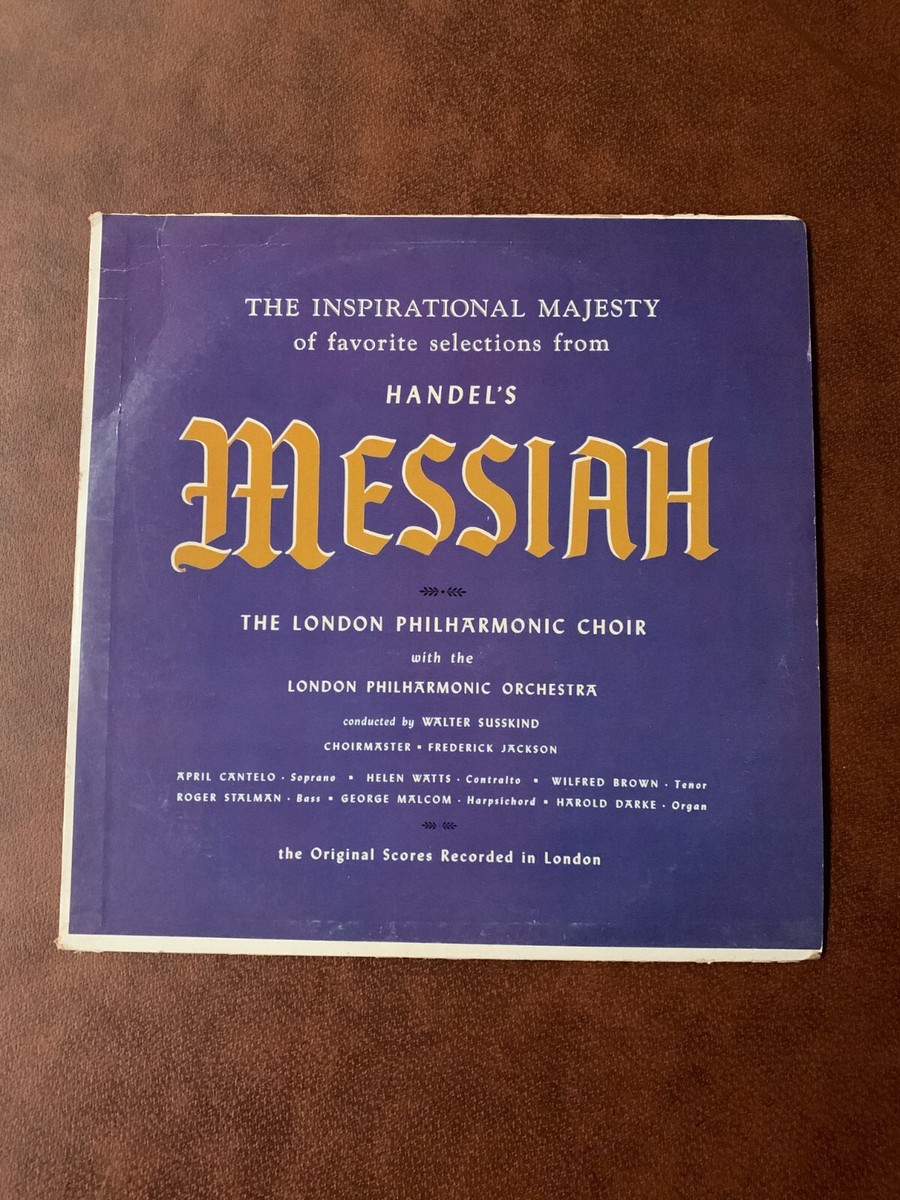 THE INSPIRATIONAL MAJESTY
of favorite selections from
HANDEL'S
MESSIAH
THE LONDON PHILHARMONIC CHOIR
with the
LONDON PHILHARMONIC ORCHESTRA
conducted by WALTER SUSSKIND
CHOIRMASTER • FREDERICK JACKSON
APRIL CANTELO · Soprano • HELEN WATTS · Contralto • WILFRED BROWN · Tenor
ROGER STALMAN · Bass • GEORGE MALCOM · Harpsichord • HAROLD DARKE · Organ
the Original Scores Recorded in London